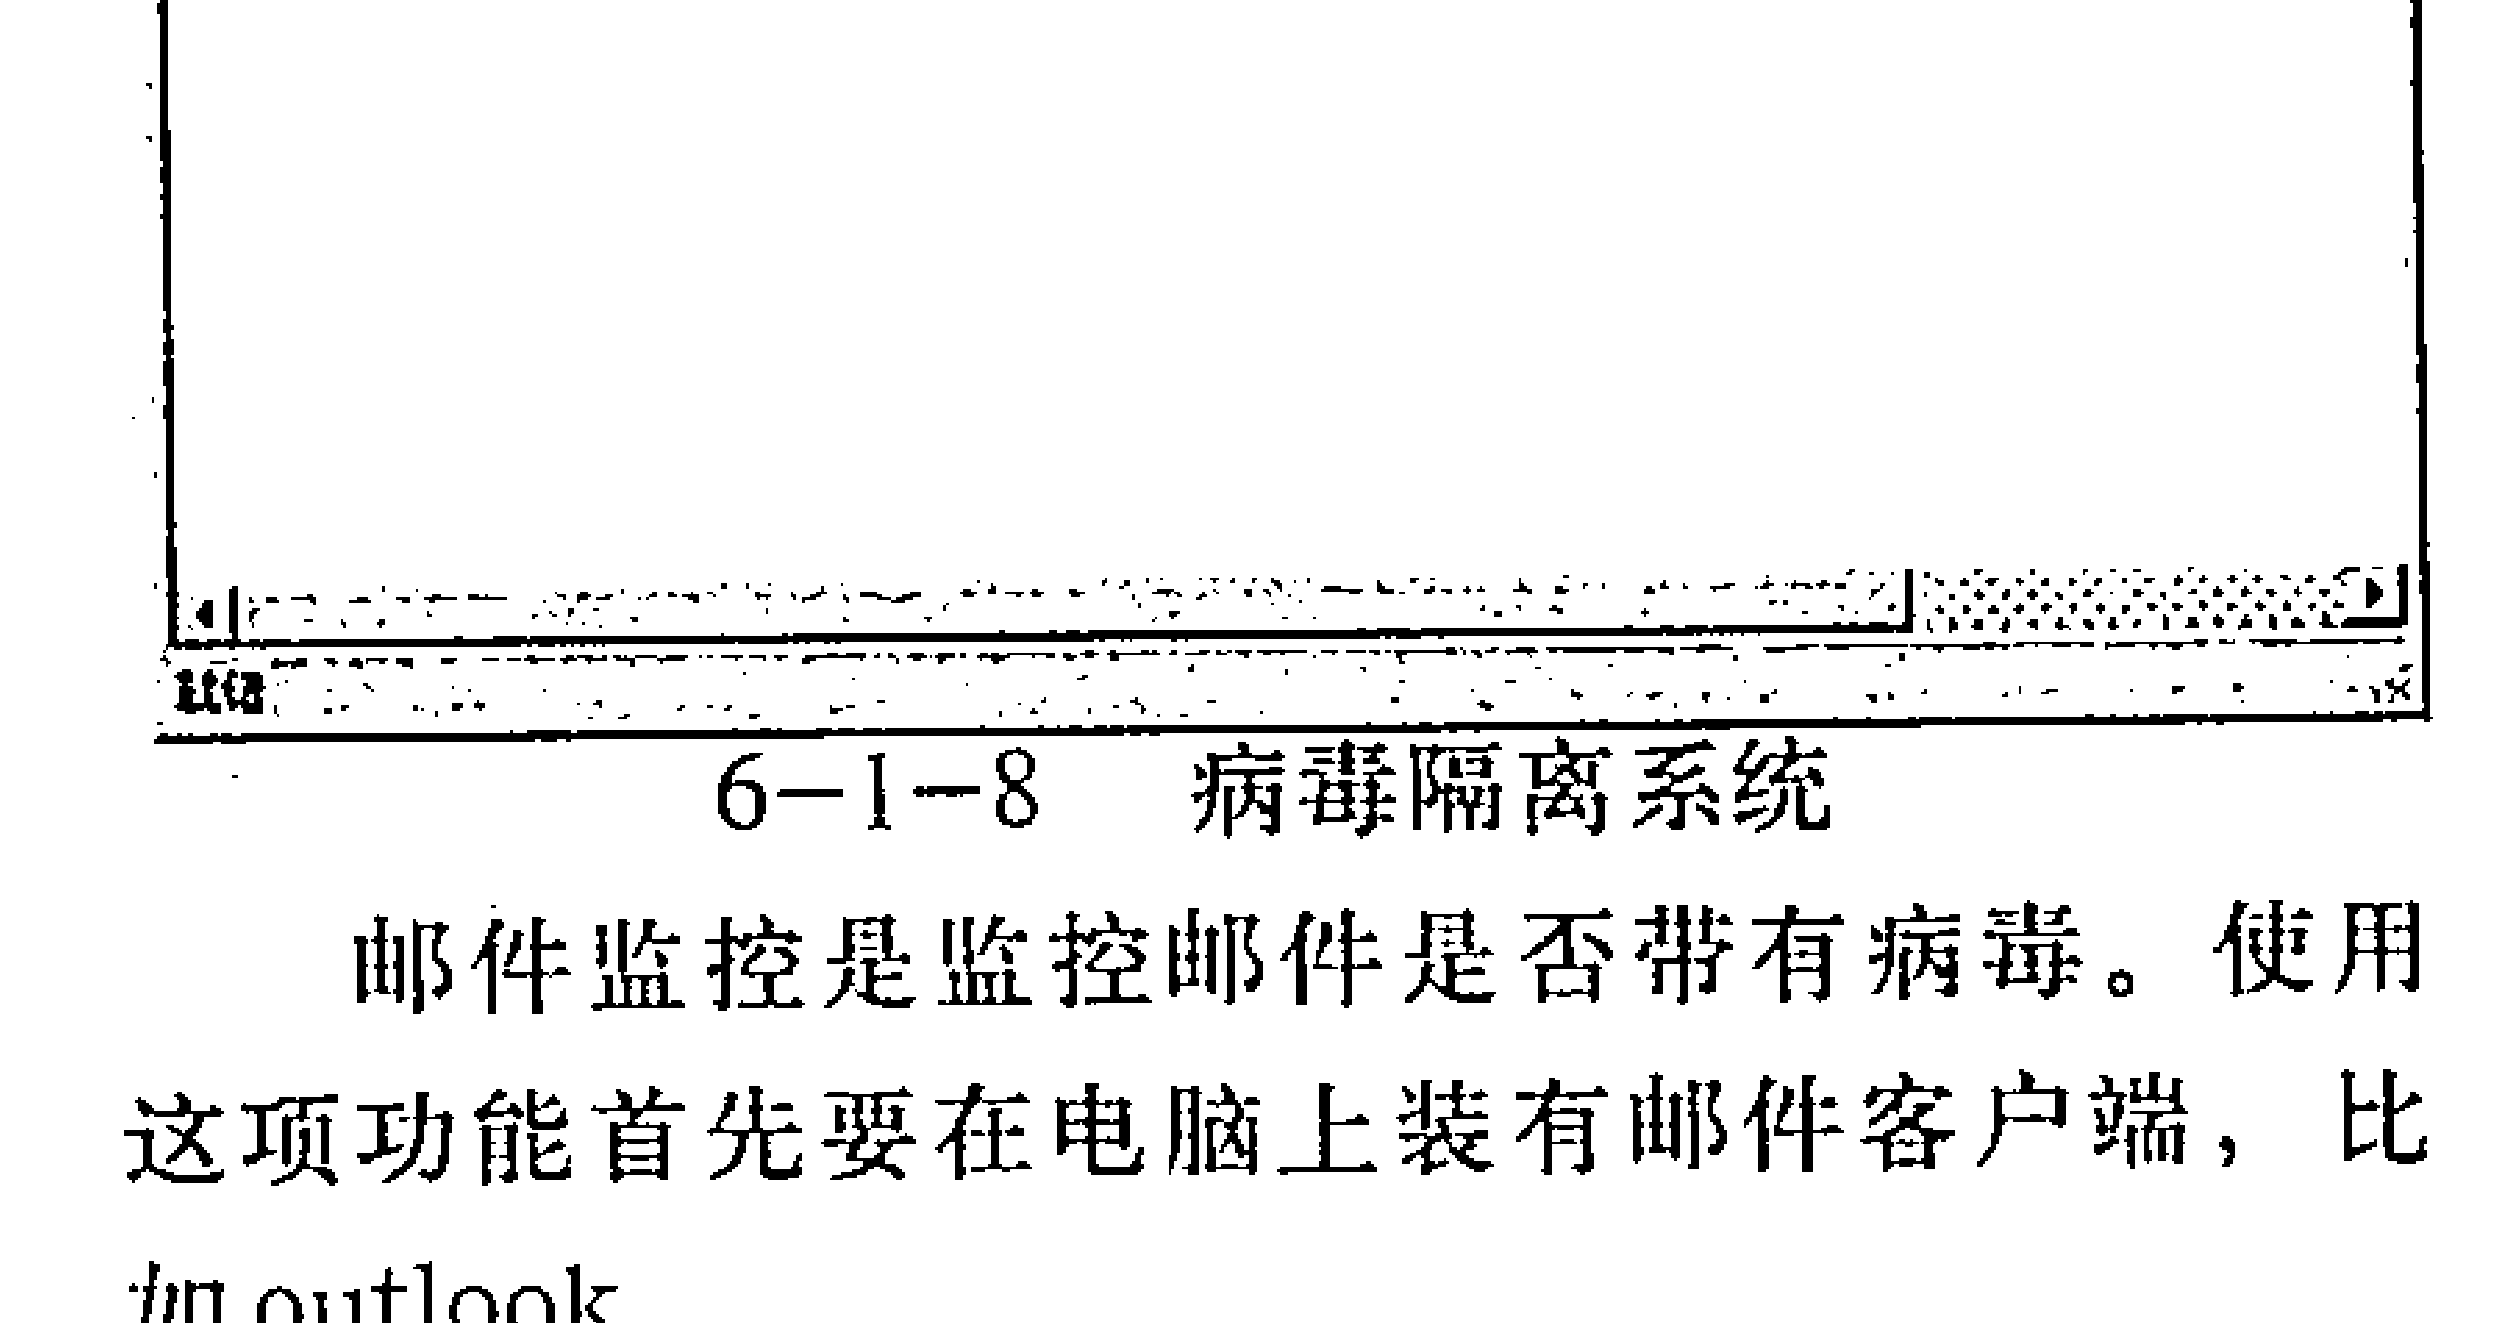 6-1-8 病毒隔离系统
邮件监控是监控邮件是否带有病毒。使用
这项功能首先要在电脑上装有邮件客户端，比
如outlook